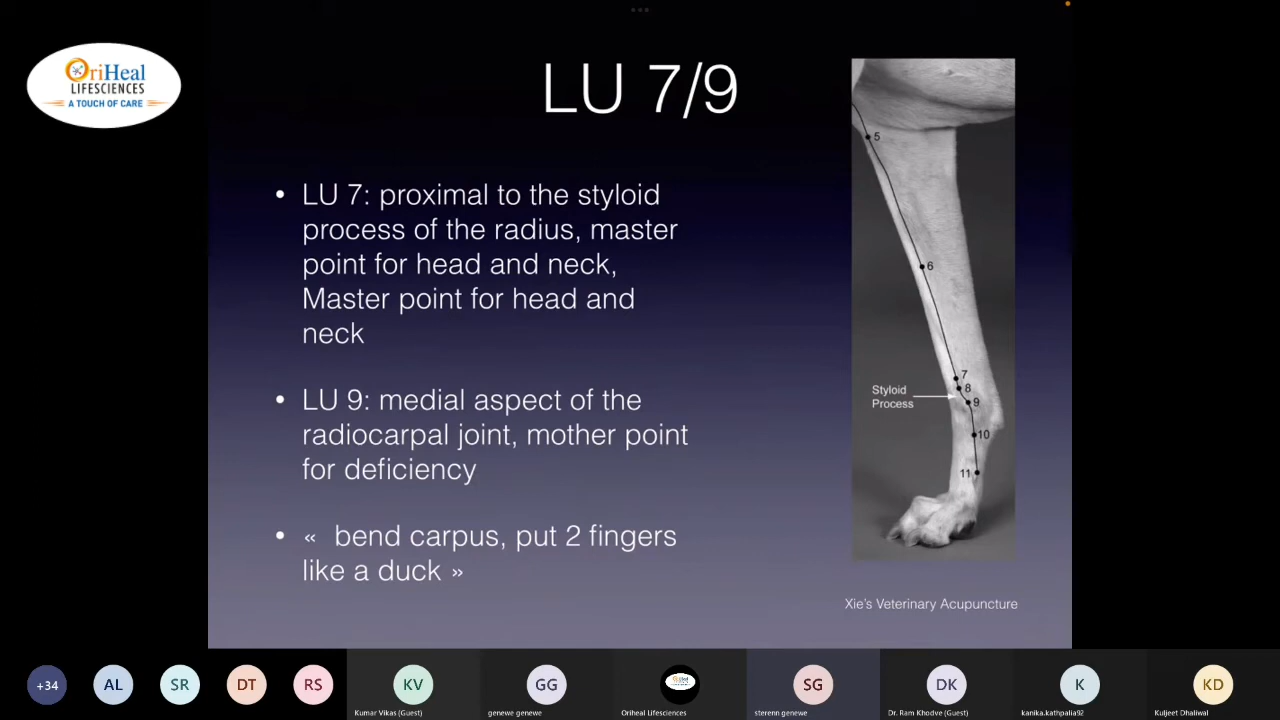 OriHeal
LIFESCIENCES
A TOUCH OF CARE
LU 7/9
• LU 7: proximal to the styloid
process of the radius, master
point for head and neck,
Master point for head and
neck
• LU 9: medial aspect of the
radiocarpal joint, mother point
for deficiency
• « bend carpus, put 2 fingers
like a duck »
5
6
7
8
Styloid
Process
9
10
11
Xie's Veterinary Acupuncture
+34
AL
SR
DT
RS
KV
Kumar Vikas (Guest)
GG
genewe genewe
Oriheal Lifesciences
SG
sterenn genewe
DK
Dr. Ram Khodve (Guest)
K
kanika.kathpalia92
KD
Kuljeet Dhaliwal